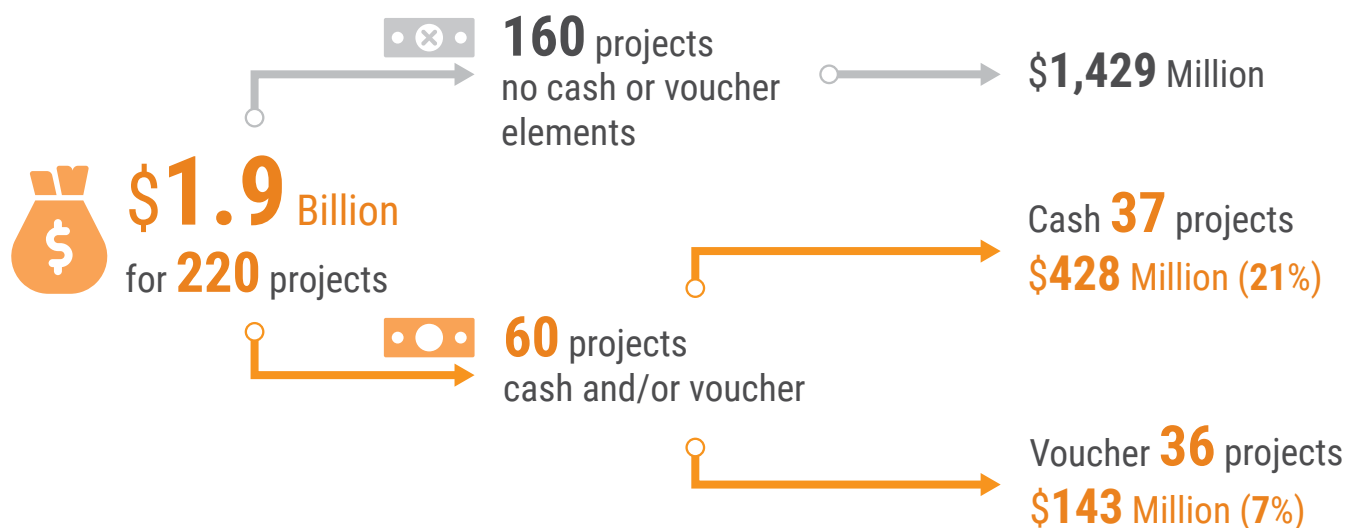 160 projects
no cash or voucher
elements
$1,429 Million
$1.9 Billion
for 220 projects
60 projects
cash and/or voucher
Cash 37 projects
$428 Million (21%)
Voucher 36 projects
$143 Million (7%)